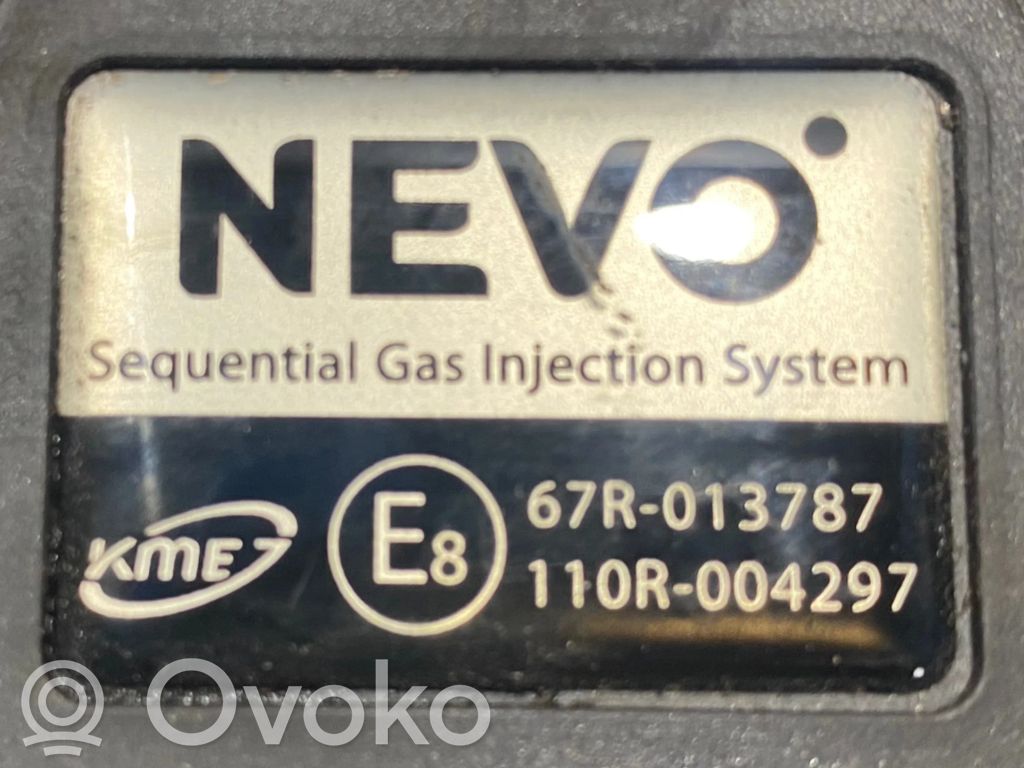 NEVO
Sequential Gas Injection System
KME
E8
67R-013787
110R-004297
R Ovoko